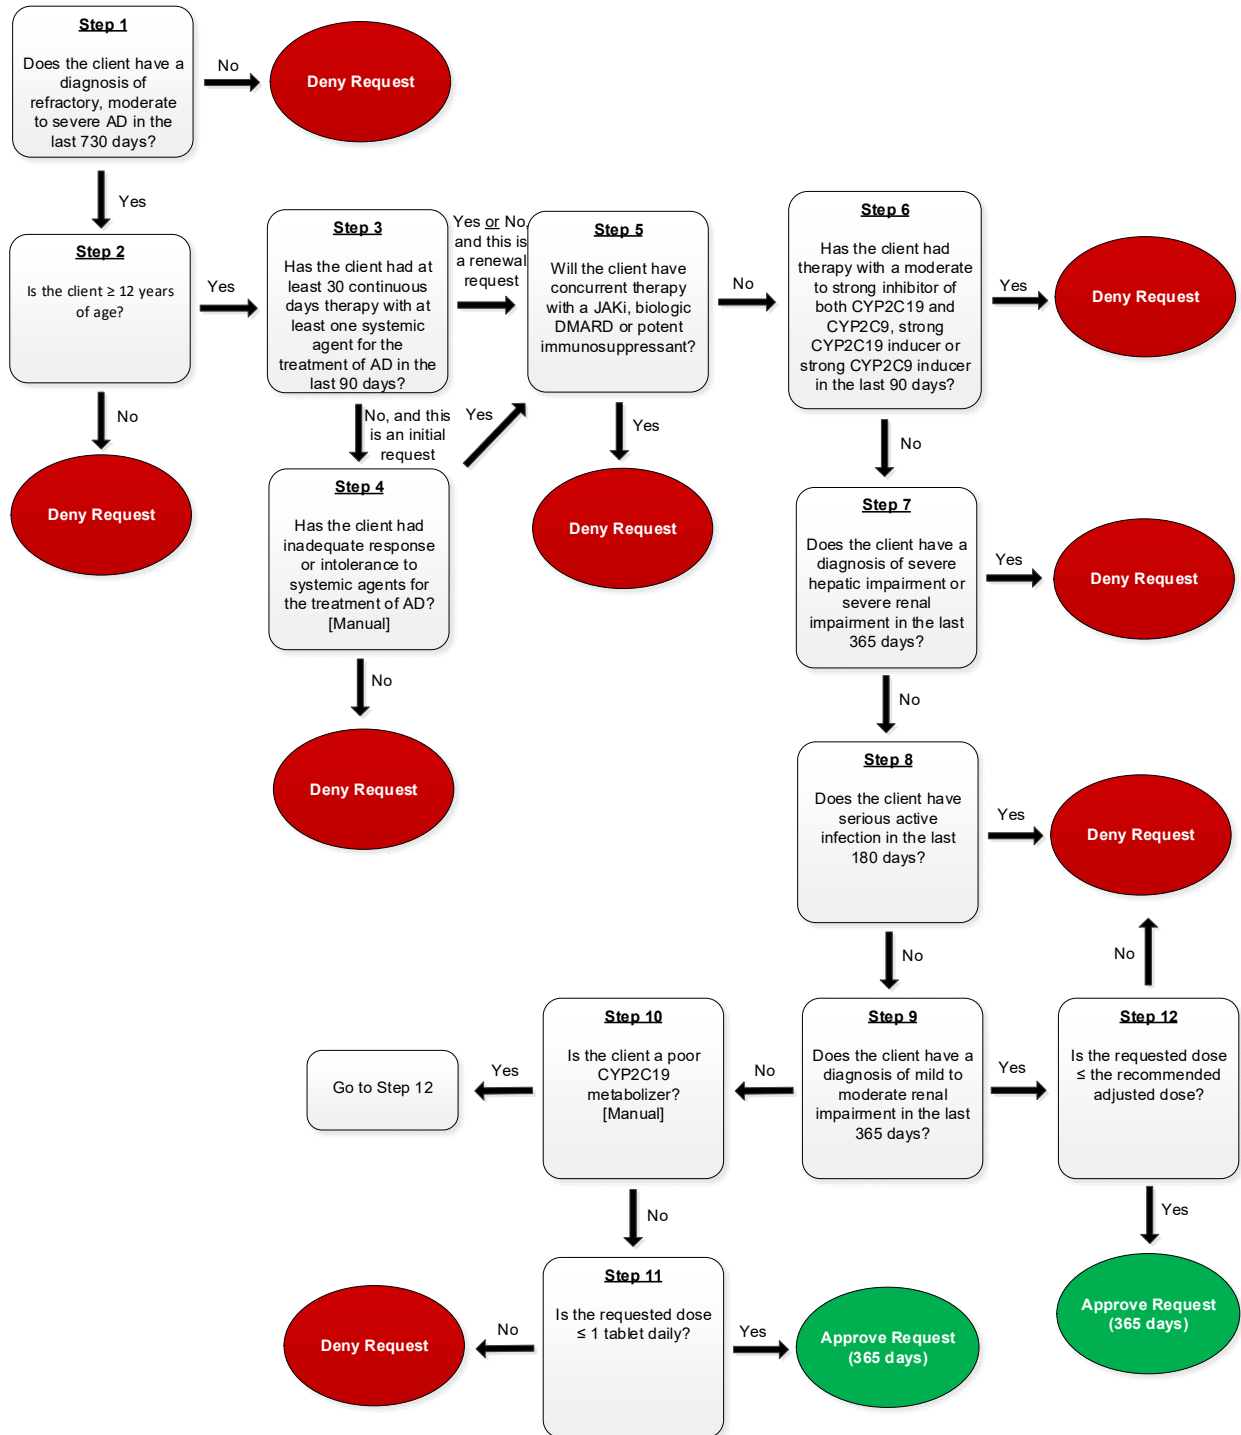 Step 1
Does the client have a
diagnosis of
refractory, moderate
to severe AD in the
last 730 days?
No
Deny Request
Yes
Step 2
Is the client ≥ 12 years
of age?
Yes
No
Deny Request
Step 3
Has the client had at
least 30 continuous
days therapy with at
least one systemic
agent for the
treatment of AD in the
last 90 days?
Yes or No,
and this is
a renewal
request
No, and this
is an initial
request
Step 4
Has the client had
inadequate response
or intolerance to
systemic agents for
the treatment of AD?
[Manual]
Yes
No
Deny Request
Step 5
Will the client have
concurrent therapy
with a JAKi, biologic
DMARD or potent
immunosuppressant?
No
Yes
Deny Request
Step 6
Has the client had
therapy with a moderate
to strong inhibitor of
both CYP2C19 and
CYP2C9, strong
CYP2C19 inducer or
strong CYP2C9 inducer
in the last 90 days?
Yes
Deny Request
No
Step 7
Does the client have a
diagnosis of severe
hepatic impairment or
severe renal
impairment in the last
365 days?
Yes
Deny Request
No
Step 8
Does the client have
serious active
infection in the last
180 days?
Yes
Deny Request
No
Step 9
Does the client have a
diagnosis of mild to
moderate renal
impairment in the last
365 days?
No
Yes
Step 10
Is the client a poor
CYP2C19
metabolizer?
[Manual]
Yes
Go to Step 12
No
Step 11
Is the requested dose
≤ 1 tablet daily?
No
Deny Request
Yes
Approve Request
(365 days)
Step 12
Is the requested dose
≤ the recommended
adjusted dose?
No
Yes
Approve Request
(365 days)